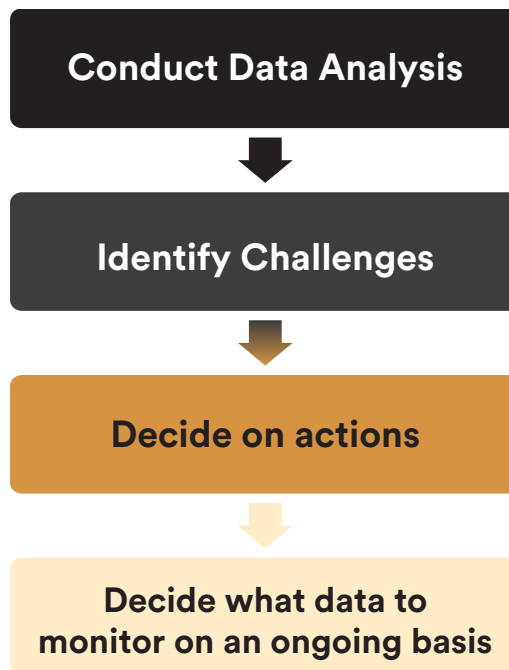 Conduct Data Analysis
Identify Challenges
Decide on actions
Decide what data to
monitor on an ongoing basis